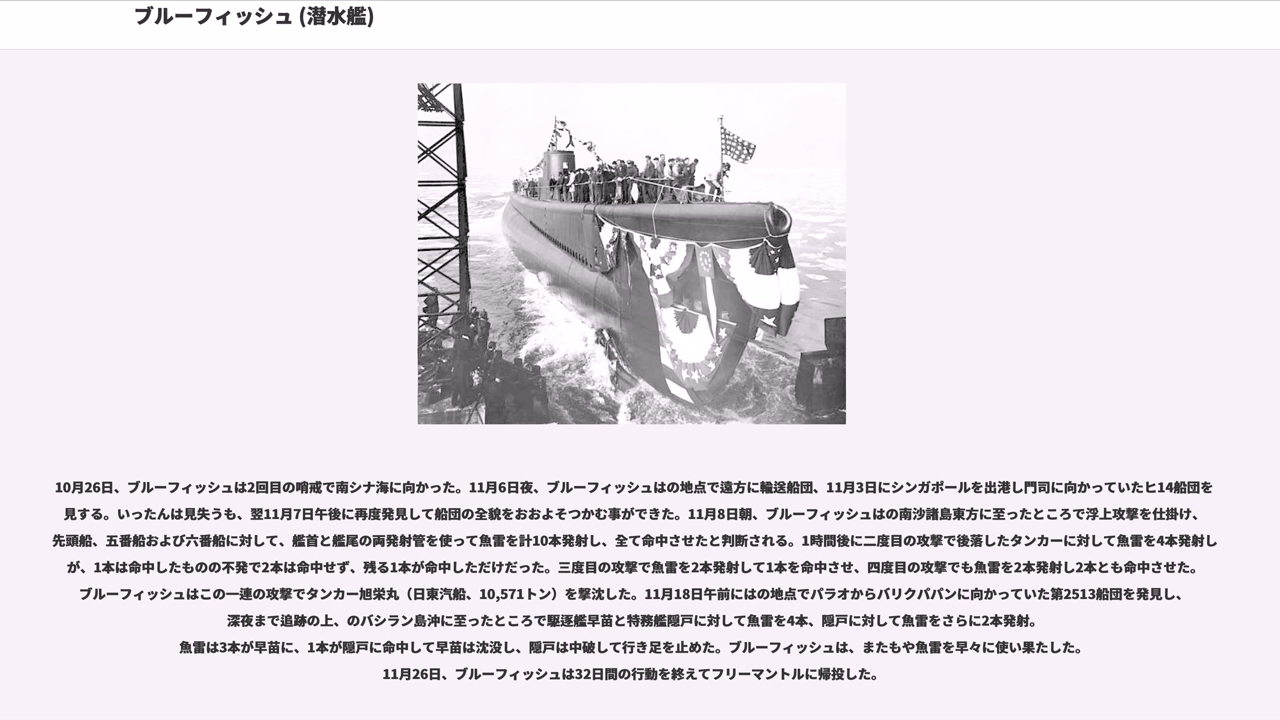 ブルーフィッシュ (潜水艦)
10月26日、ブルーフィッシュは2回目の哨戒で南シナ海に向かった。11月6日夜、ブルーフィッシュはの地点で遠方に輸送船団、11月3日にシンガポールを出港し門司に向かっていたヒ14船団を
見する。いったんは見失うも、翌11月7日午後に再度発見して船団の全貌をおおよそつかむ事ができた。11月8日朝、ブルーフィッシュはの南沙諸島東方に至ったところで浮上攻撃を仕掛け、
先頭船、五番船および六番船に対して、艦首と艦尾の両発射管を使って魚雷を計10本発射し、全て命中させたと判断される。1時間後に二度目の攻撃で後落したタンカーに対して魚雷を4本発射し
が、1本は命中したものの不発で2本は命中せず、残る1本が命中しただけだった。三度目の攻撃で魚雷を2本発射して1本を命中させ、四度目の攻撃でも魚雷を2本発射し2本とも命中させた。
ブルーフィッシュはこの一連の攻撃でタンカー旭栄丸（日東汽船、10,571トン）を撃沈した。11月18日午前にはの地点でパラオからバリクパパンに向かっていた第2513船団を発見し、
深夜まで追跡の上、のバシラン島沖に至ったところで駆逐艦早苗と特務艦隠戸に対して魚雷を4本、隠戸に対して魚雷をさらに2本発射。
魚雷は3本が早苗に、1本が隠戸に命中して早苗は沈没し、隠戸は中破して行き足を止めた。ブルーフィッシュは、またもや魚雷を早々に使い果たした。
11月26日、ブルーフィッシュは32日間の行動を終えてフリーマントルに帰投した。